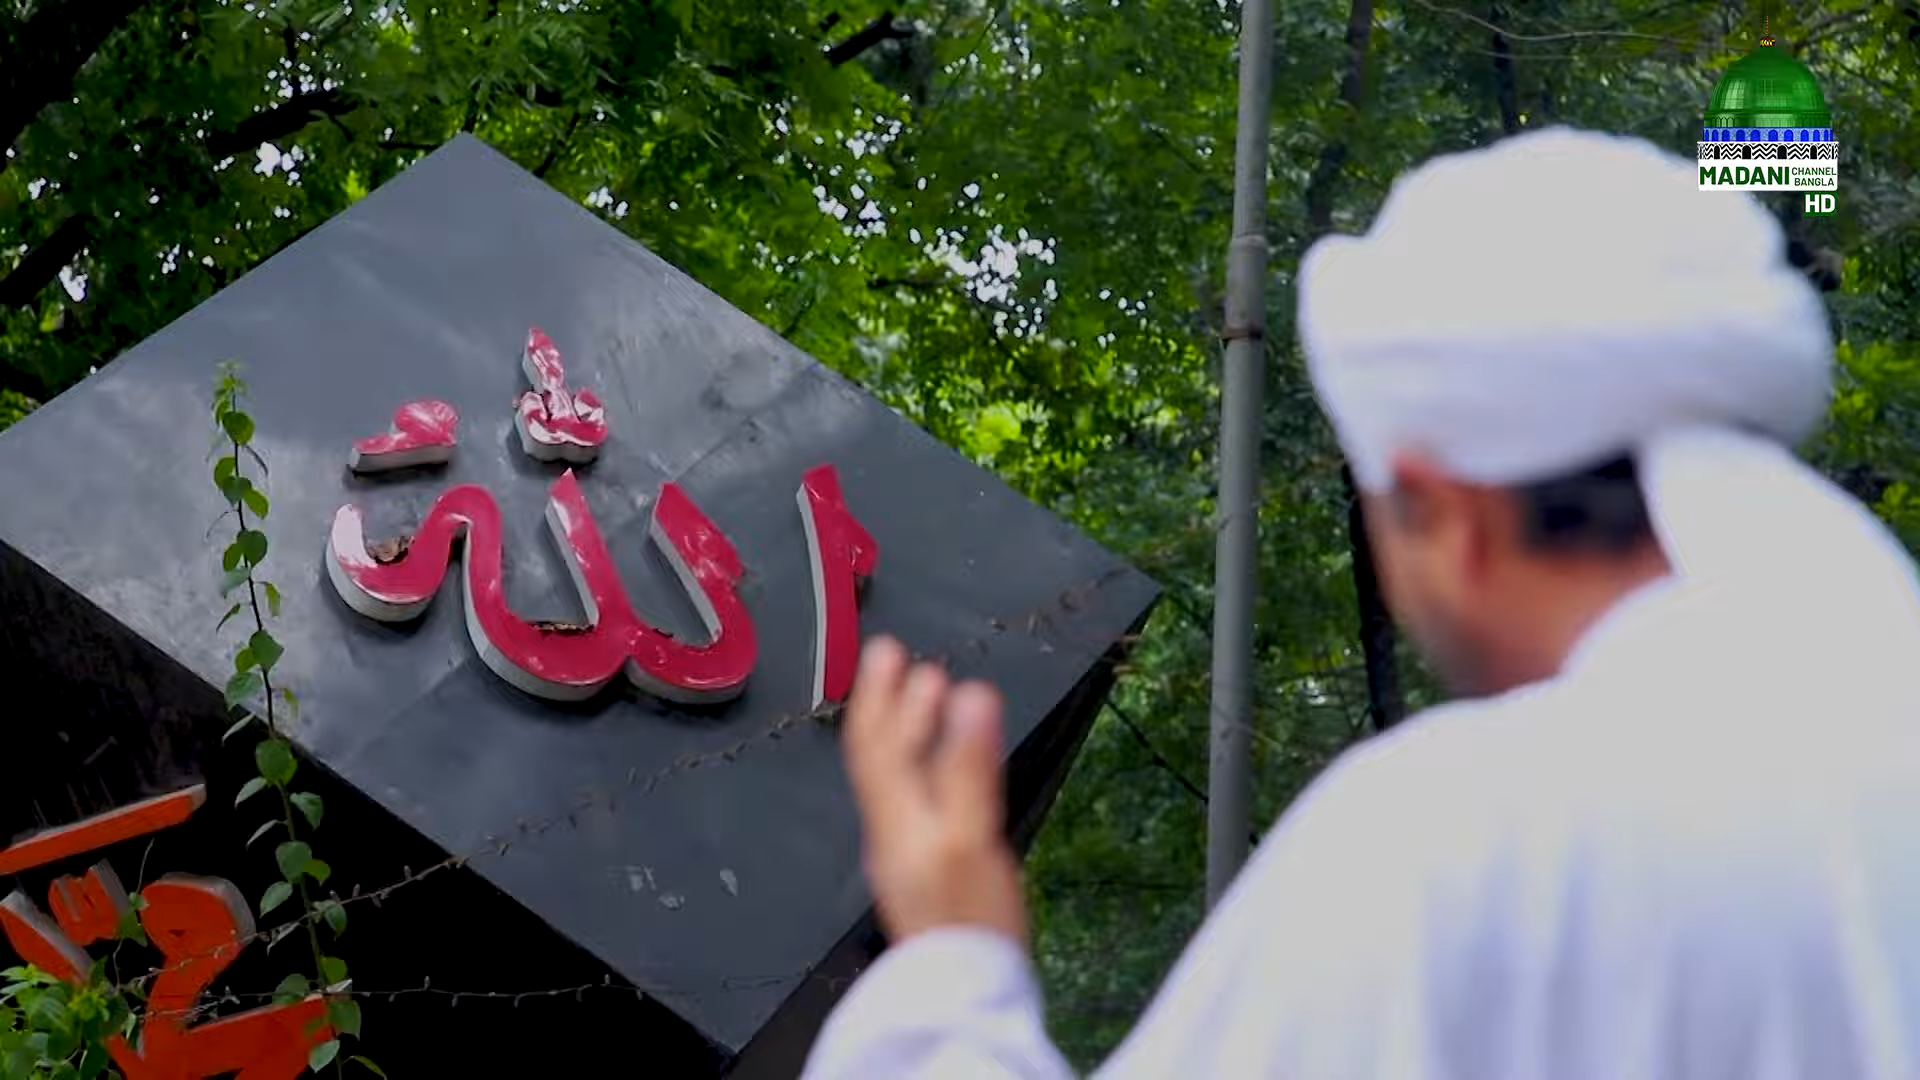 الله
MADANI CHANNEL BANGLA
HD